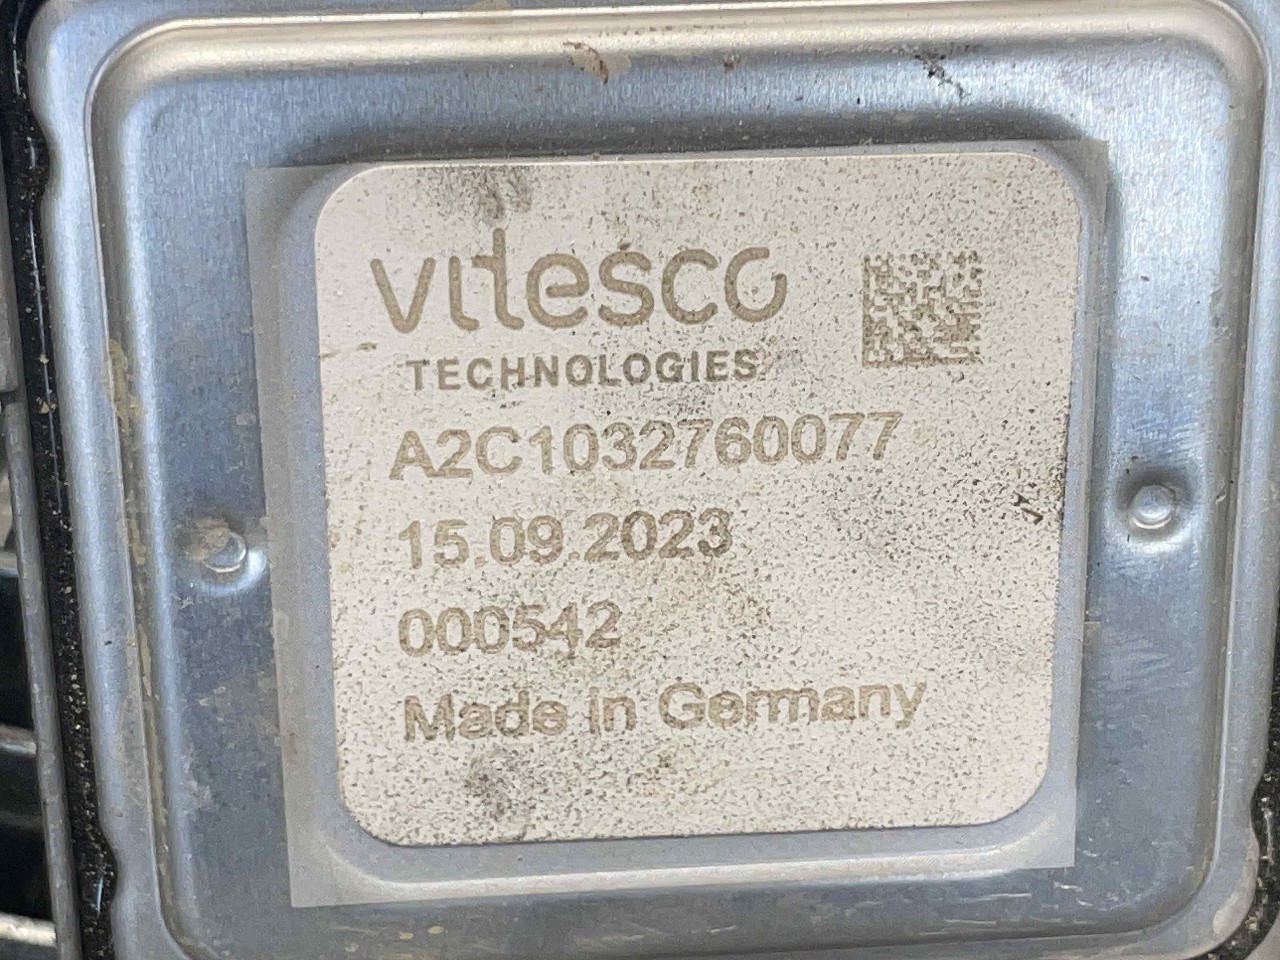 vitesco
TECHNOLOGIES
A2C1032760077
15.09.2023
000542
Made in Germany